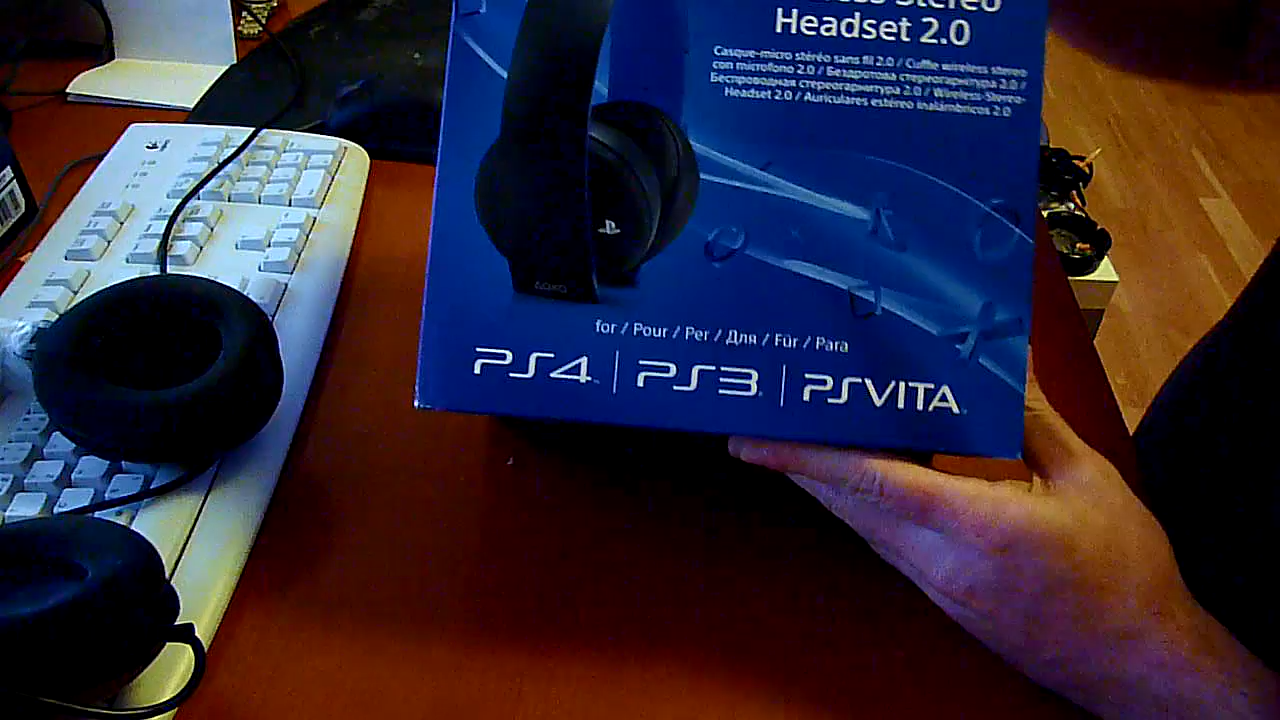 Stereo
Headset 2.0
Casque-micro stéréo sans fil 2.0 / Cuffie wireless stereo
con microfono 2.0 / Бездротова стереогарнітура 2.0 /
Беспроводная стереогарнитура 2.0 / Wireless-Stereo-
Headset 2.0 / Auriculares estéreo inalámbricos 2.0
for / Pour / Per / Для / Für / Para
PS4 | PS3 | PSVITA